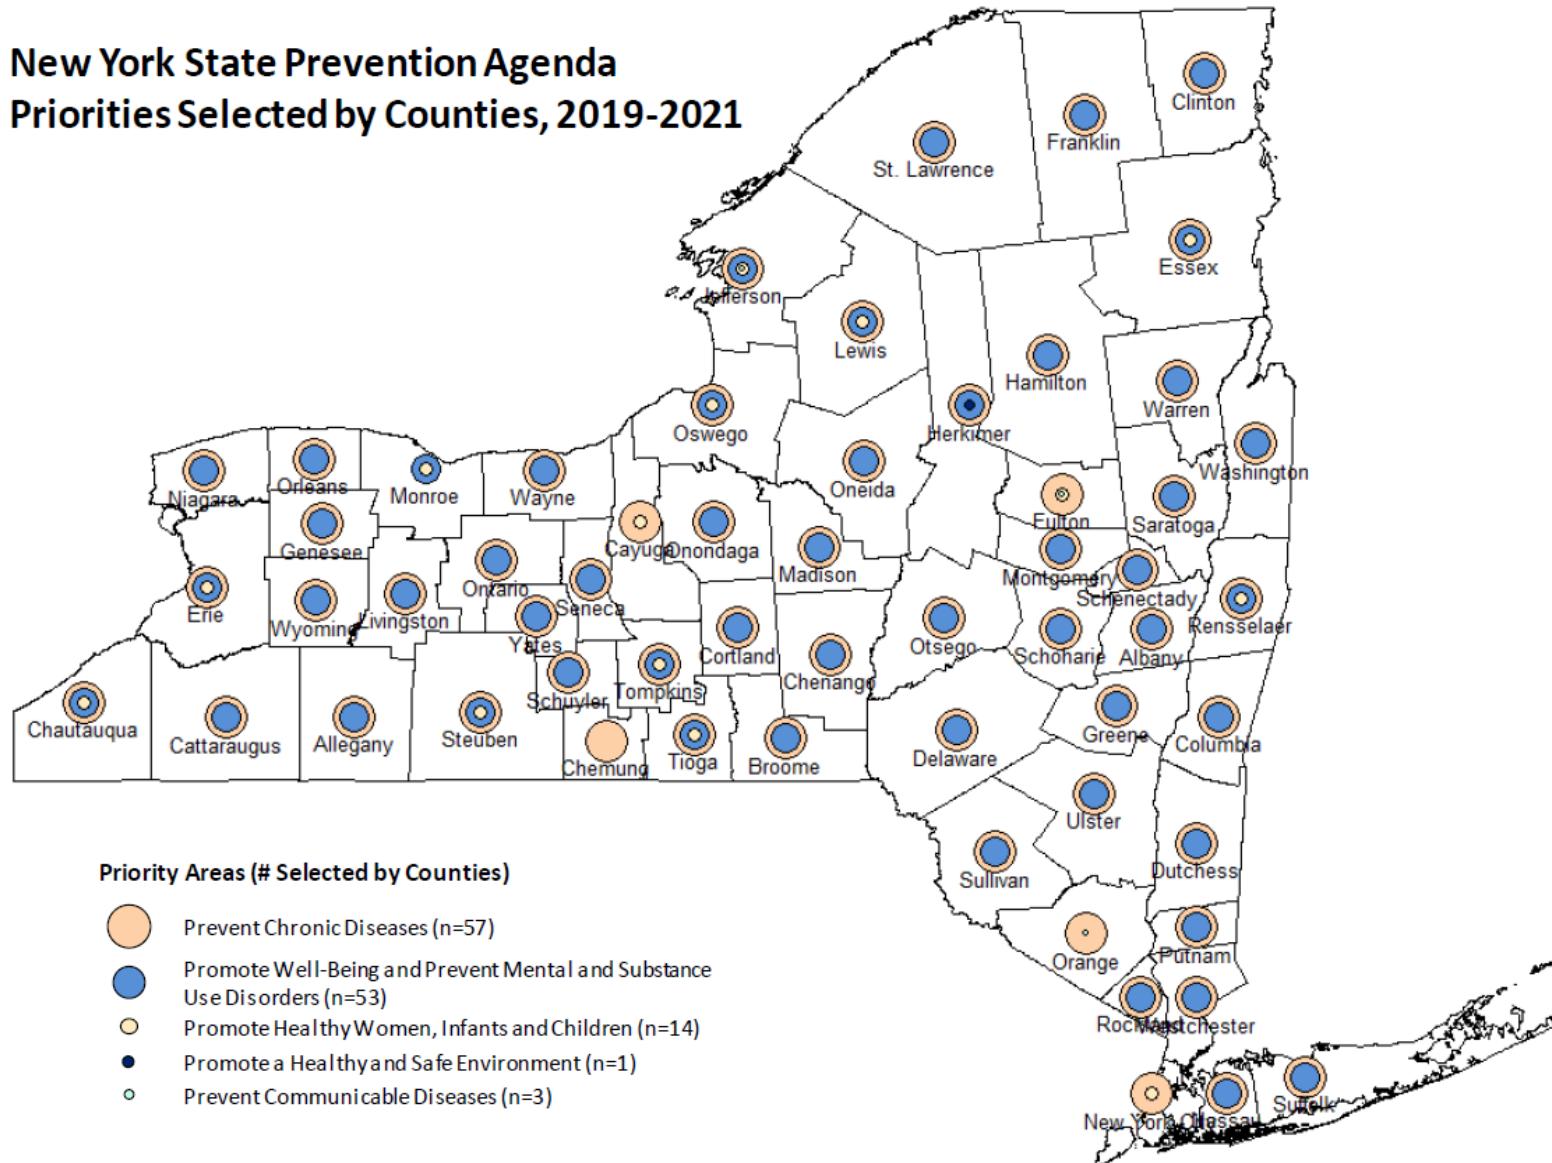 New York State Prevention Agenda
Priorities Selected by Counties, 2019-2021
Clinton
Franklin
St. Lawrence
Essex
Jefferson
Lewis
Hamilton
Warren
Oswego
Herkimer
Washington
Oneida
Niagara
Orleans
Monroe
Wayne
Fulton
Saratoga
Genesee
Cayuga
Onondaga
Madison
Montgomery
Schenectady
Ontario
Seneca
Erie
Wyoming
Livingston
Yates
Cortland
Otsego
Schoharie
Albany
Rensselaer
Chenango
Schuyler
Tompkins
Chautauqua
Cattaraugus
Allegany
Steuben
Chemung
Tioga
Broome
Delaware
Greene
Columbia
Ulster
Sullivan
Dutchess
Orange
Putnam
Rockland
Westchester
New York City
Nassau
Suffolk
Priority Areas (# Selected by Counties)
Prevent Chronic Diseases (n=57)
Promote Well-Being and Prevent Mental and Substance
Use Disorders (n=53)
Promote Healthy Women, Infants and Children (n=14)
Promote a Healthy and Safe Environment (n=1)
Prevent Communicable Diseases (n=3)